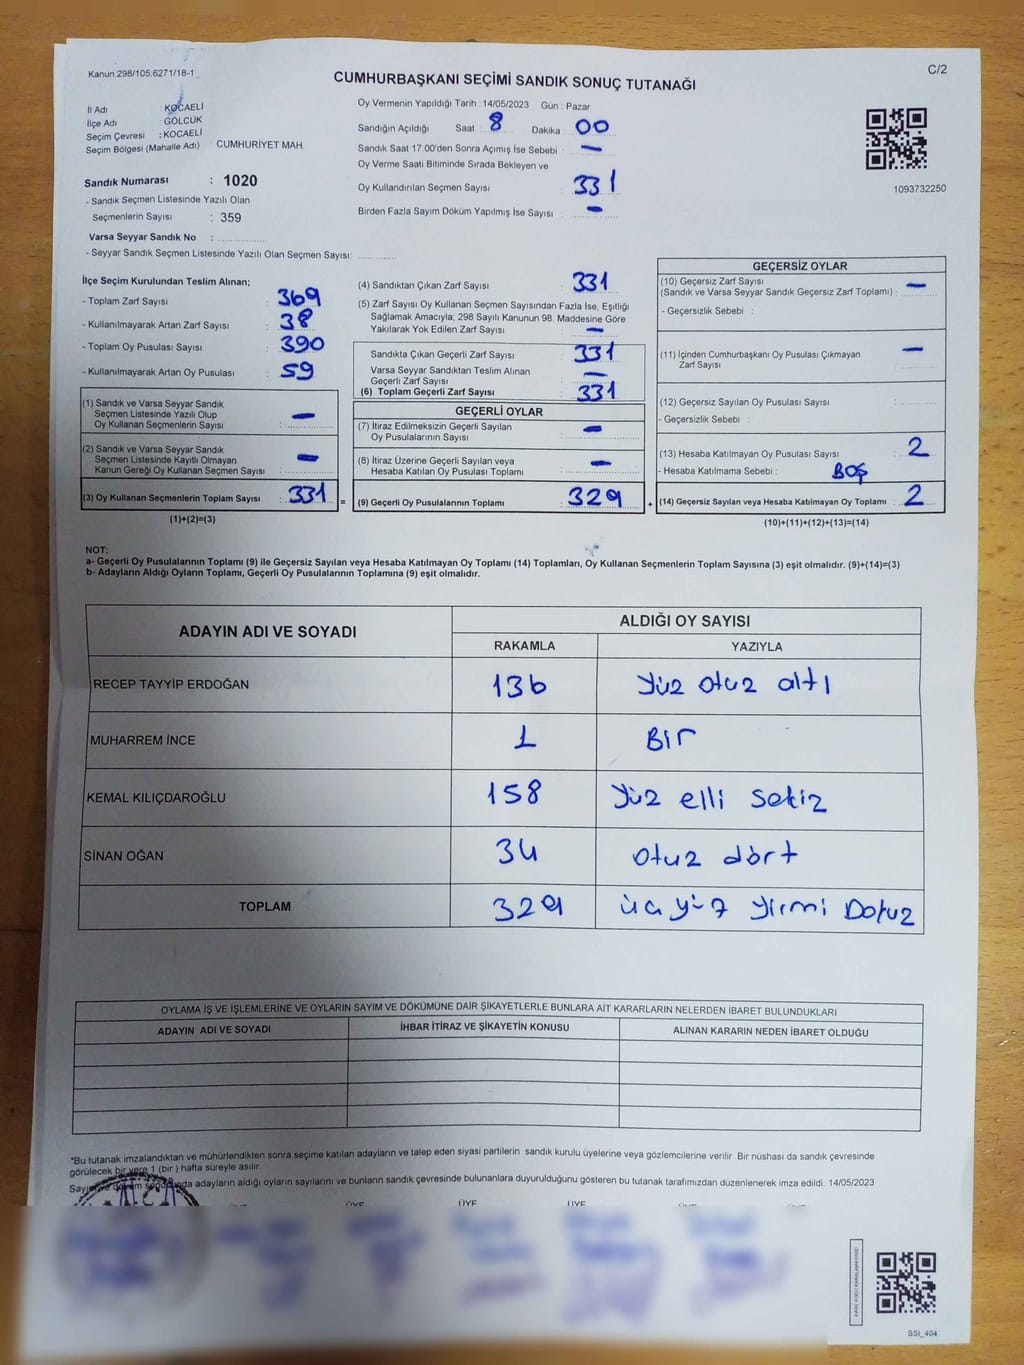 Kanun.298/105;6271/18-1
C/2
CUMHURBAŞKANI SEÇİMİ SANDIK SONUÇ TUTANAĞI
İl Adı : KOCAELİ
İlçe Adı : GÖLCÜK
Seçim Çevresi : KOCAELİ
Seçim Bölgesi (Mahalle Adı) CUMHURİYET MAH.
Sandık Numarası : 1020
- Sandık Seçmen Listesinde Yazılı Olan
Seçmenlerin Sayısı : 359
Varsa Seyyar Sandık No :
- Seyyar Sandık Seçmen Listesinde Yazılı Olan Seçmen Sayısı:
Oy Vermenin Yapıldığı Tarih : 14/05/2023 Gün : Pazar
Sandığın Açıldığı Saat : 8 Dakika : 00
Sandık Saat 17:00'den Sonra Açımış İse Sebebi : –
Oy Verme Saati Bitiminde Sırada Bekleyen ve
Oy Kullandırılan Seçmen Sayısı : 331
Birden Fazla Sayım Döküm Yapılmış İse Sayısı : –
1093732250
İlçe Seçim Kurulundan Teslim Alınan;
- Toplam Zarf Sayısı : 369
- Kullanılmayarak Artan Zarf Sayısı : 38
- Toplam Oy Pusulası Sayısı : 390
- Kullanılmayarak Artan Oy Pusulası : 59
(1) Sandık ve Varsa Seyyar Sandık
Seçmen Listesinde Yazılı Olup
Oy Kullanan Seçmenlerin Sayısı : –
(2) Sandık ve Varsa Seyyar Sandık
Seçmen Listesinde Kayıtlı Olmayan
Kanun Gereği Oy Kullanan Seçmen Sayısı : –
(3) Oy Kullanan Seçmenlerin Toplam Sayısı : 331 =
(1)+(2)=(3)
(4) Sandıktan Çıkan Zarf Sayısı : 331
(5) Zarf Sayısı Oy Kullanan Seçmen Sayısından Fazla İse, Eşitliği
Sağlamak Amacıyla; 298 Sayılı Kanunun 98. Maddesine Göre
Yakılarak Yok Edilen Zarf Sayısı : –
Sandıkta Çıkan Geçerli Zarf Sayısı : 331
Varsa Seyyar Sandıktan Teslim Alınan
Geçerli Zarf Sayısı : –
(6) Toplam Geçerli Zarf Sayısı : 331
GEÇERLİ OYLAR
(7) İtiraz Edilmeksizin Geçerli Sayılan
Oy Pusulalarının Sayısı : –
(8) İtiraz Üzerine Geçerli Sayılan veya
Hesaba Katılan Oy Pusulası Toplamı : –
(9) Geçerli Oy Pusulalarının Toplamı : 329 +
GEÇERSİZ OYLAR
(10) Geçersiz Zarf Sayısı
(Sandık ve Varsa Seyyar Sandık Geçersiz Zarf Toplamı) : –
- Geçersizlik Sebebi :
(11) İçinden Cumhurbaşkanı Oy Pusulası Çıkmayan
Zarf Sayısı : –
(12) Geçersiz Sayılan Oy Pusulası Sayısı :
- Geçersizlik Sebebi :
(13) Hesaba Katılmayan Oy Pusulası Sayısı : 2
- Hesaba Katılmama Sebebi : BOŞ
(14) Geçersiz Sayılan veya Hesaba Katılmayan Oy Toplamı : 2
(10)+(11)+(12)+(13)=(14)
NOT:
a- Geçerli Oy Pusulalarının Toplamı (9) ile Geçersiz Sayılan veya Hesaba Katılmayan Oy Toplamı (14) Toplamları, Oy Kullanan Seçmenlerin Toplam Sayısına (3) eşit olmalıdır. (9)+(14)=(3)
b- Adayların Aldığı Oyların Toplamı, Geçerli Oy Pusulalarının Toplamına (9) eşit olmalıdır.
ADAYIN ADI VE SOYADI ALDIĞI OY SAYISI
RAKAMLA YAZIYLA
RECEP TAYYİP ERDOĞAN 136 Yüz otuz altı
MUHARREM İNCE 1 Bir
KEMAL KILIÇDAROĞLU 158 Yüz elli sekiz
SİNAN OĞAN 34 otuz dört
TOPLAM 329 üçyüz Yirmi Dokuz
OYLAMA İŞ VE İŞLEMLERİNE VE OYLARIN SAYIM VE DÖKÜMÜNE DAİR ŞİKAYETLERLE BUNLARA AİT KARARLARIN NELERDEN İBARET BULUNDUKLARI
ADAYIN ADI VE SOYADI İHBAR İTİRAZ VE ŞİKAYETİN KONUSU ALINAN KARARIN NEDEN İBARET OLDUĞU
*Bu tutanak imzalandıktan ve mühürlendikten sonra seçime katılan adayların ve talep eden siyasi partilerin sandık kurulu üyelerine veya gözlemcilerine verilir. Bir nüshası da sandık çevresinde
görülecek bir yere 1 (bir ) hafta süreyle asılır.
adayların aldığı oyların sayılarını ve bunların sandık çevresinde bulunanlara duyurulduğunu gösteren bu tutanak tarafımızdan düzenlenerek imza edildi. 14/05/2023
ÜYE ÜYE ÜYE ÜYE ÜYE
SSI_404